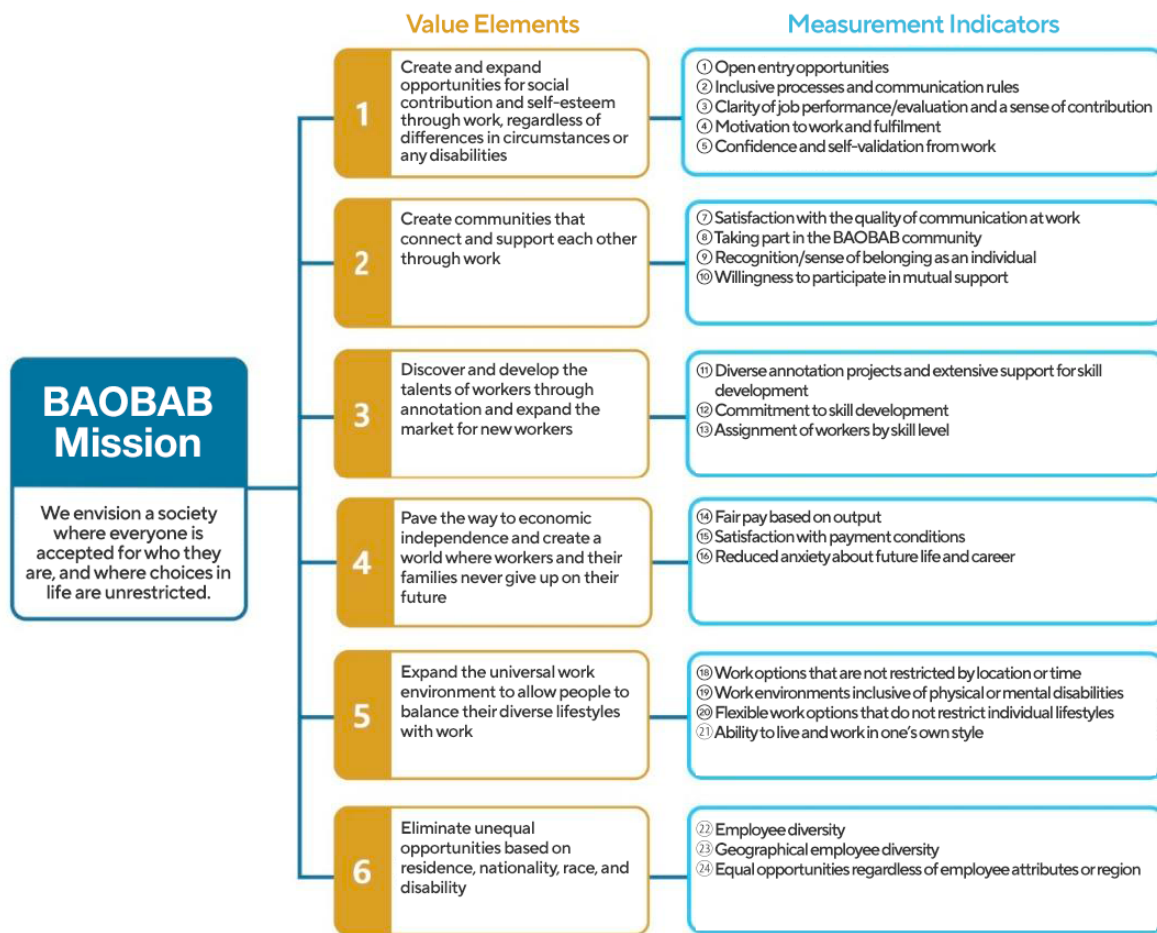 Value Elements
Measurement Indicators
BAOBAB
Mission
We envision a society
where everyone is
accepted for who they
are, and where choices in
life are unrestricted.
1
Create and expand
opportunities for social
contribution and self-esteem
through work, regardless of
differences in circumstances or
any disabilities
① Open entry opportunities
② Inclusive processes and communication rules
③ Clarity of job performance/evaluation and a sense of contribution
④ Motivation to work and fulfilment
⑤ Confidence and self-validation from work
2
Create communities that
connect and support each other
through work
⑦ Satisfaction with the quality of communication at work
⑧ Taking part in the BAOBAB community
⑨ Recognition/sense of belonging as an individual
⑩ Willingness to participate in mutual support
3
Discover and develop the
talents of workers through
annotation and expand the
market for new workers
⑪ Diverse annotation projects and extensive support for skill
development
⑫ Commitment to skill development
⑬ Assignment of workers by skill level
4
Pave the way to economic
independence and create a
world where workers and their
families never give up on their
future
⑭ Fair pay based on output
⑮ Satisfaction with payment conditions
⑯ Reduced anxiety about future life and career
5
Expand the universal work
environment to allow people to
balance their diverse lifestyles
with work
⑱ Work options that are not restricted by location or time
⑲ Work environments inclusive of physical or mental disabilities
⑳ Flexible work options that do not restrict individual lifestyles
㉑ Ability to live and work in one's own style
6
Eliminate unequal
opportunities based on
residence, nationality, race, and
disability
㉒ Employee diversity
㉓ Geographical employee diversity
㉔ Equal opportunities regardless of employee attributes or region